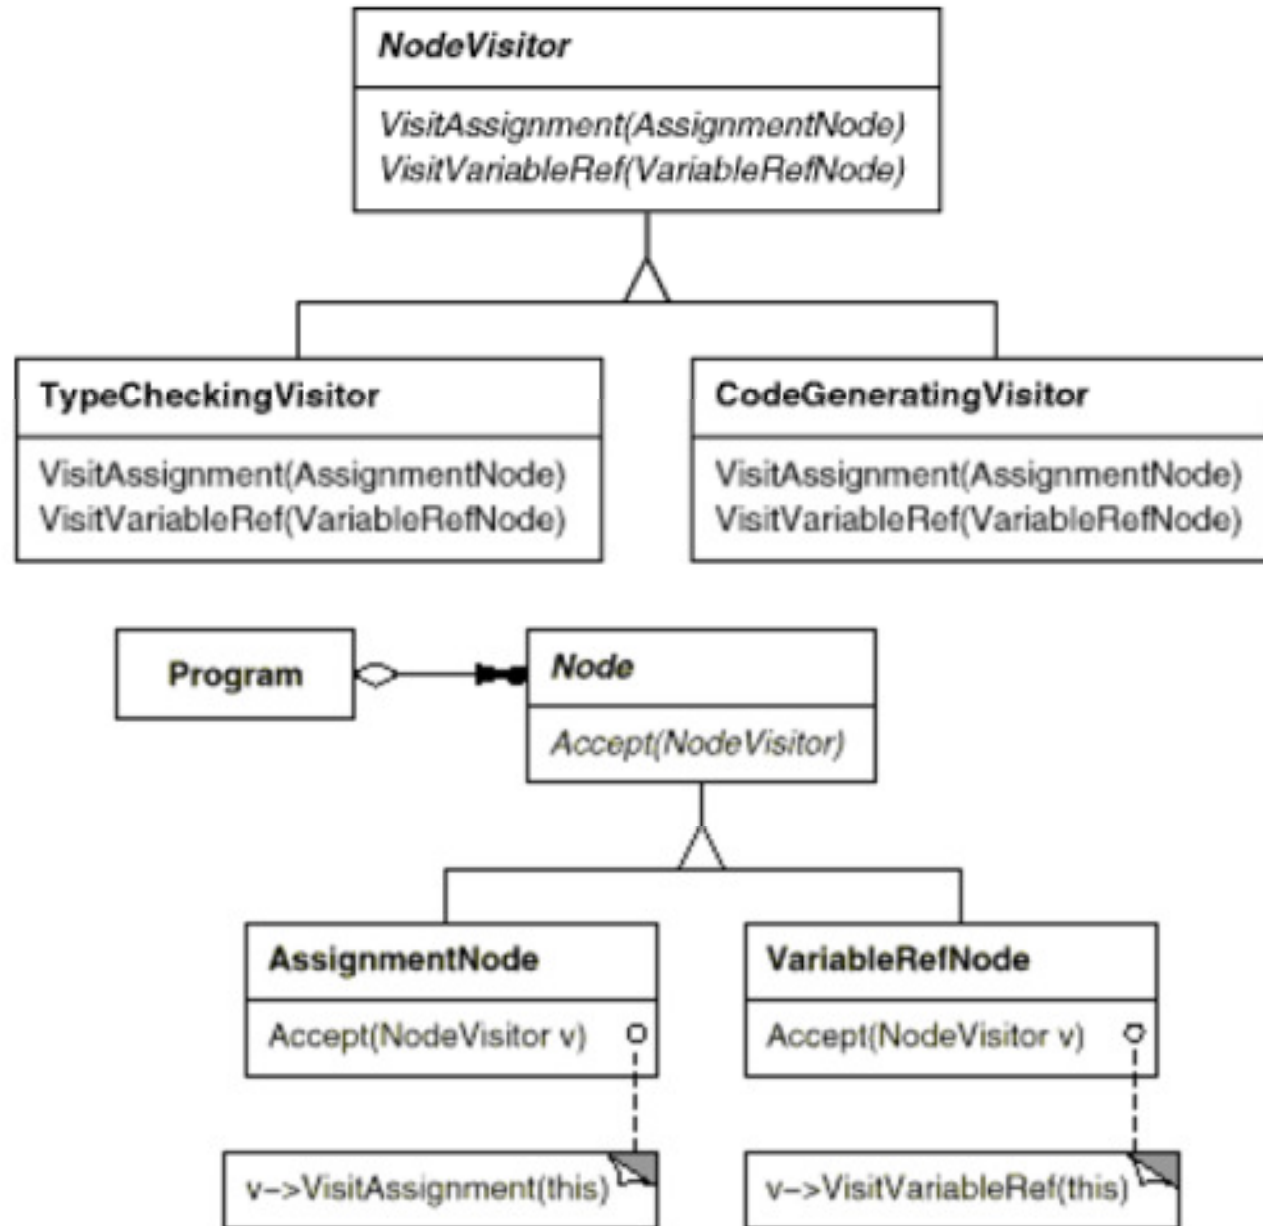 NodeVisitor
VisitAssignment(AssignmentNode)
VisitVariableRef(VariableRefNode)
TypeCheckingVisitor
VisitAssignment(AssignmentNode)
VisitVariableRef(VariableRefNode)
CodeGeneratingVisitor
VisitAssignment(AssignmentNode)
VisitVariableRef(VariableRefNode)
Program
Node
Accept(NodeVisitor)
AssignmentNode
Accept(NodeVisitor v)
v->VisitAssignment(this)
VariableRefNode
Accept(NodeVisitor v)
v->VisitVariableRef(this)